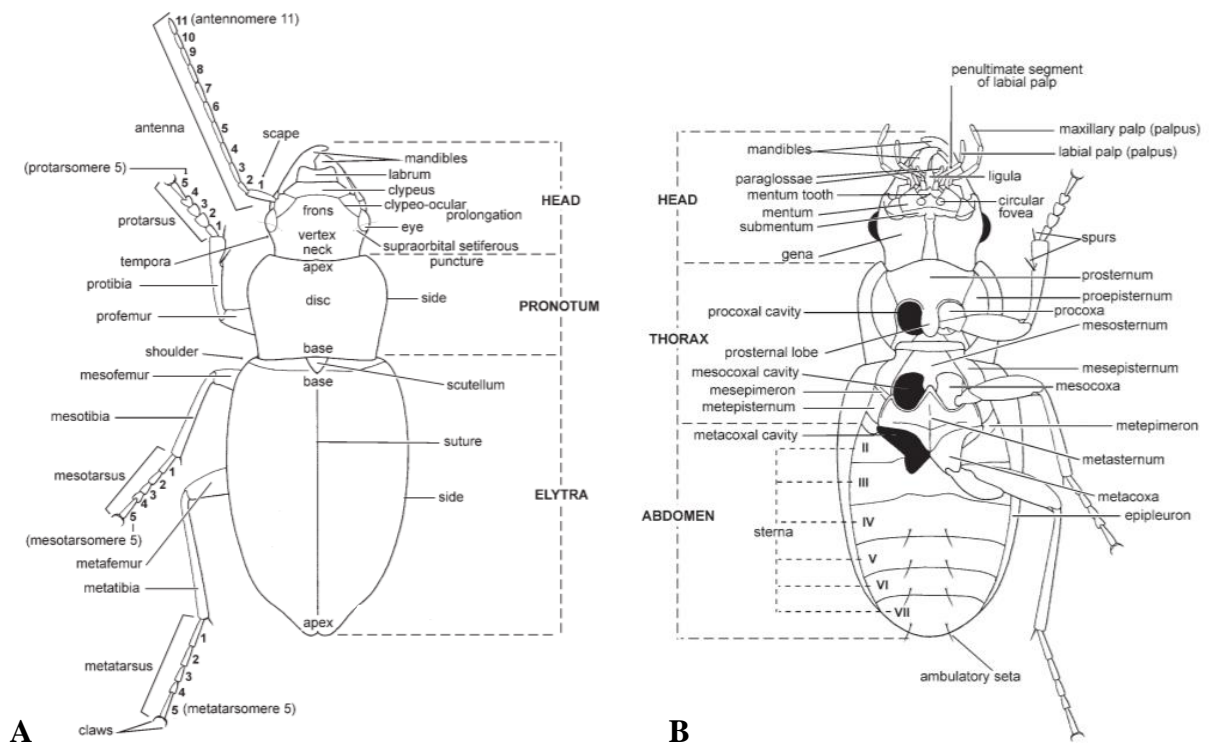 11 (antennomere 11)
10
9
8
7
6
5
4
3
2
1
antenna
scape
(protarsomere 5)
5
4
3
2
1
protarsus
tempora
protibia
profemur
shoulder
mesofemur
mesotibia
mesotarsus
1
2
3
4
5
(mesotarsomere 5)
metafemur
metatibia
metatarsus
1
2
3
4
5 (metatarsomere 5)
claws
mandibles
labrum
clypeus
clypeo-ocular
prolongation
frons
eye
vertex
supraorbital setiferous
puncture
neck
apex
disc
side
base
scutellum
base
suture
side
apex
HEAD
PRONOTUM
ELYTRA
A
penultimate segment
of labial palp
mandibles
maxillary palp (palpus)
labial palp (palpus)
paraglossae
ligula
mentum tooth
mentum
circular
fovea
submentum
gena
spurs
HEAD
prosternum
proepisternum
procoxal cavity
procoxa
mesosternum
THORAX
prosternal lobe
mesocoxal cavity
mesepisternum
mesepimeron
mesocoxa
metepisternum
metacoxal cavity
metepimeron
metasternum
II
III
metacoxa
ABDOMEN
epipleuron
IV
sterna
V
VI
VII
ambulatory seta
B